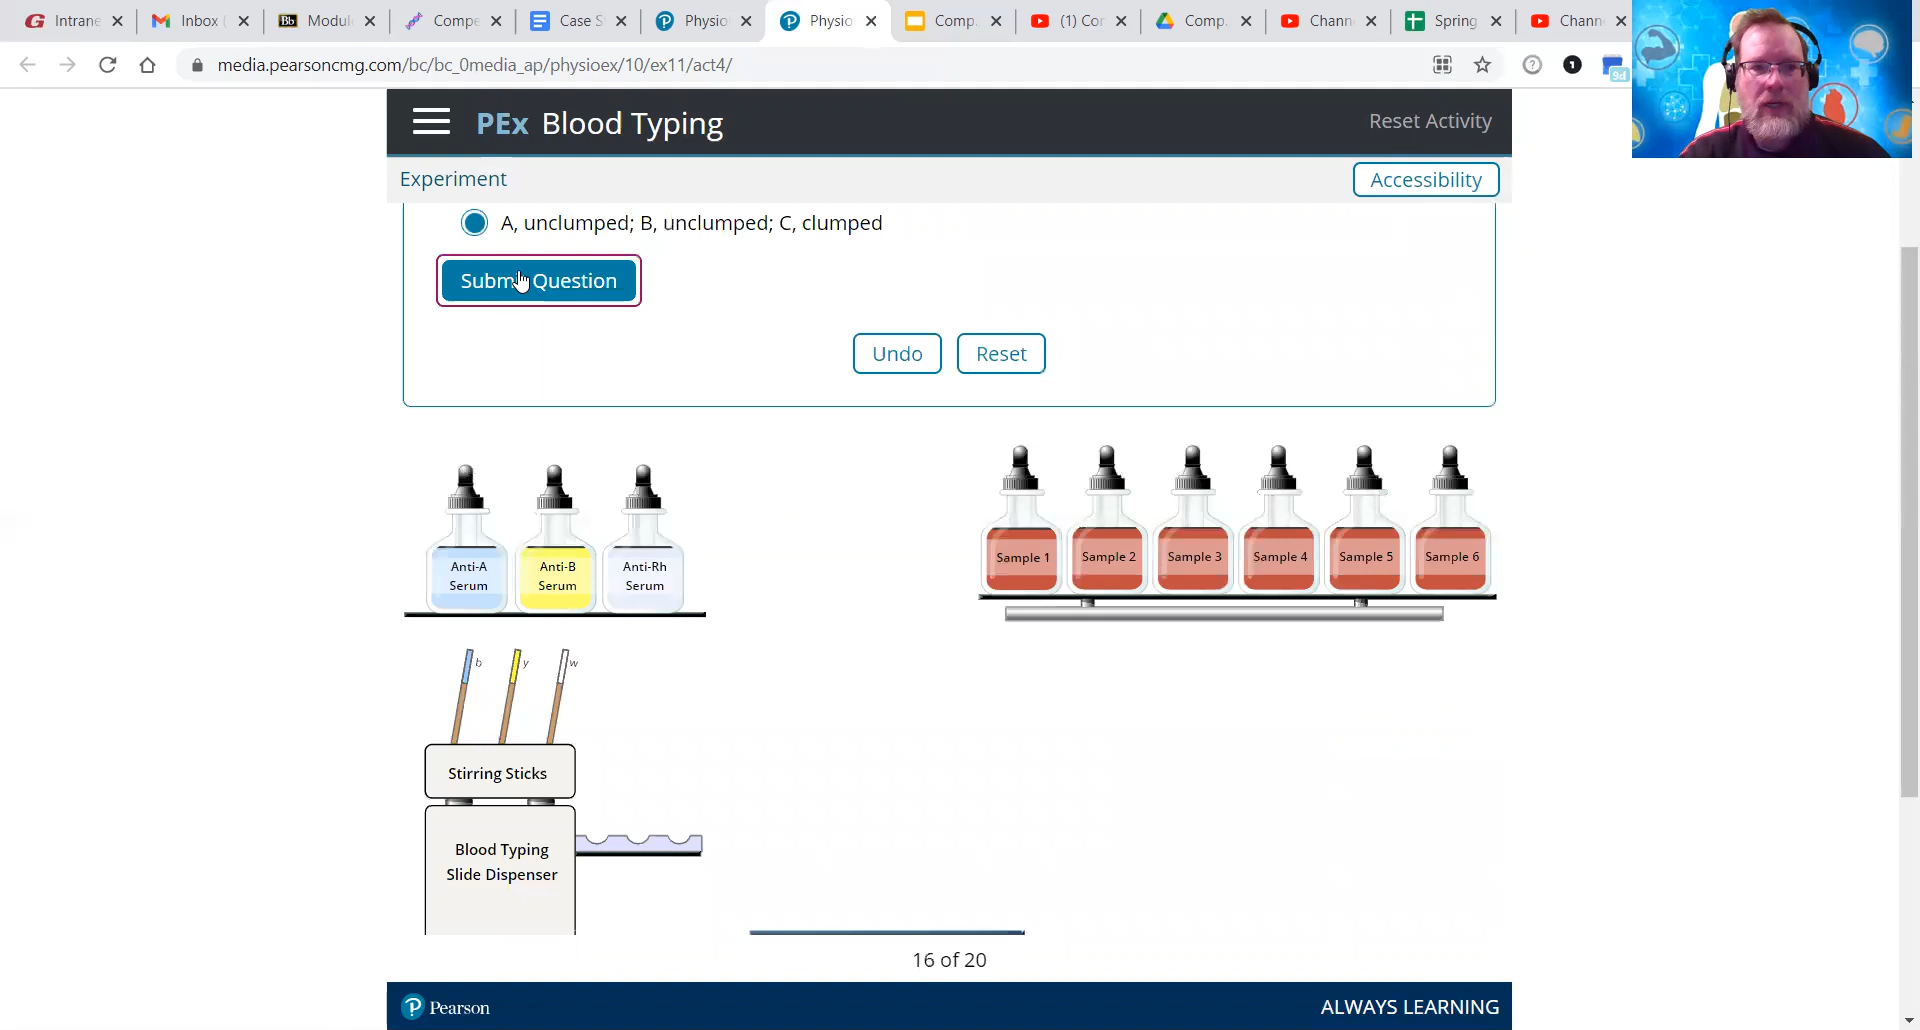 Intrane
Inbox (
Bb Modul
Compe
Case S
Physio
Physio
Comp.
(1) Cor
Comp.
Chann
Spring
Chann
media.pearsoncmg.com/bc/bc_0media_ap/physioex/10/ex11/act4/
9d
PEx Blood Typing
Reset Activity
Experiment
Accessibility
A, unclumped; B, unclumped; C, clumped
Submit Question
Undo
Reset
Anti-A
Serum
Anti-B
Serum
Anti-Rh
Serum
Sample 1
Sample 2
Sample 3
Sample 4
Sample 5
Sample 6
b
y
w
Stirring Sticks
Blood Typing
Slide Dispenser
16 of 20
Pearson
ALWAYS LEARNING